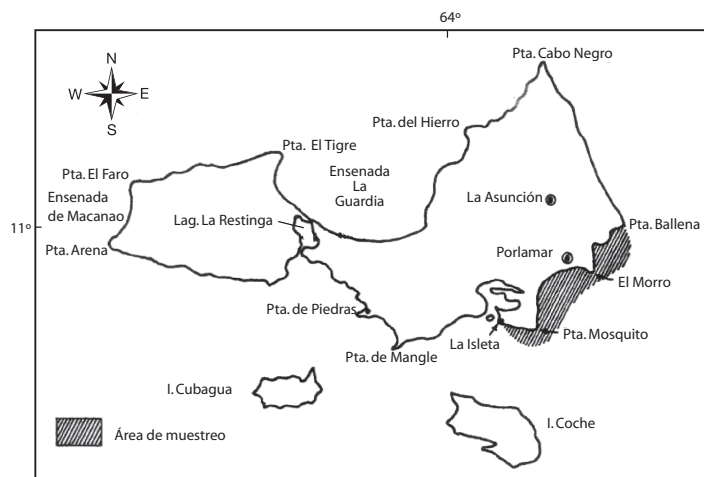 64º
Pta. Cabo Negro
N
W
E
S
Pta. del Hierro
Pta. El Tigre
Pta. El Faro
Ensenada
La
Guardia
Ensenada
de Macanao
La Asunción
Lag. La Restinga
11º
Pta. Ballena
Pta. Arena
Porlamar
El Morro
Pta. de Piedras
Pta. Mosquito
La Isleta
Pta. de Mangle
I. Cubagua
I. Coche
Área de muestreo